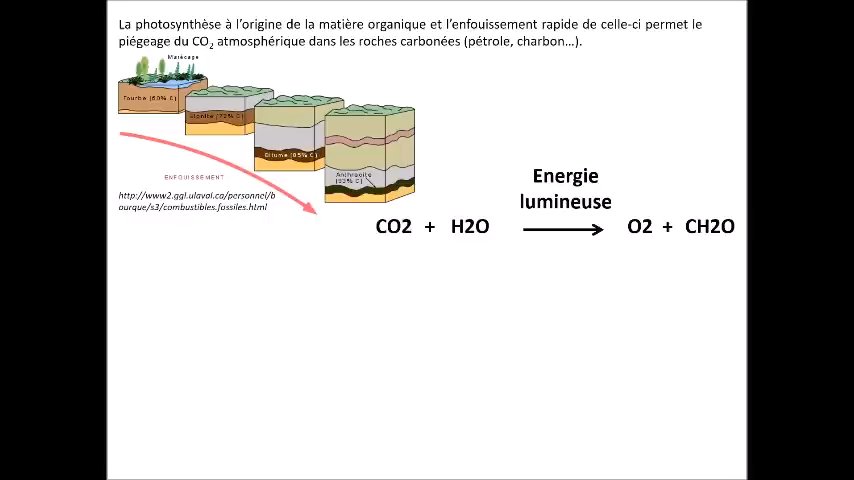 La photosynthèse à l'origine de la matière organique et l'enfouissement rapide de celle-ci permet le
piégeage du CO2 atmosphérique dans les roches carbonées (pétrole, charbon…).
Marécage
Tourbe (50% C)
Lignite (72% C)
Bitume (85% C)
Anthracite
(93% C)
ENFOUISSEMENT
http://www2.ggl.ulaval.ca/personnel/b
ourque/s3/combustibles.fossiles.html
Energie
lumineuse
CO2 + H2O O2 + CH2O